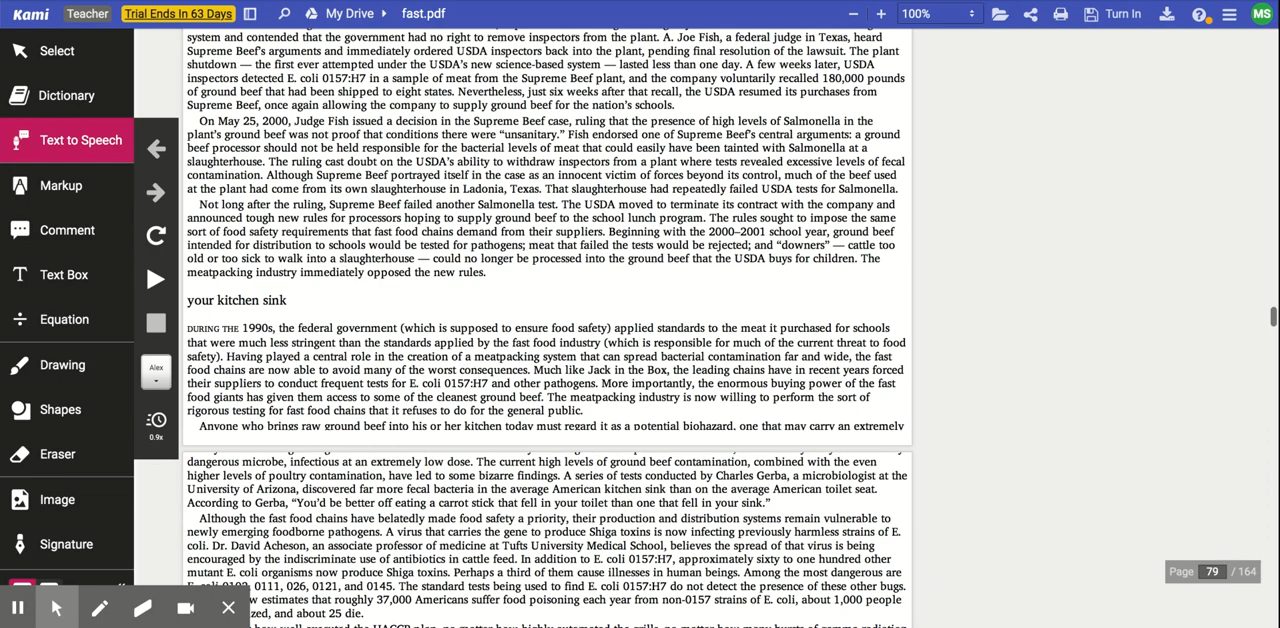 Kami
Teacher
Trial Ends In 63 Days
My Drive
fast.pdf
100%
Turn In
MS
Select
Dictionary
Text to Speech
Markup
Comment
Text Box
Equation
Drawing
Shapes
Eraser
Image
Signature
Alex
0.9x
system and contended that the government had no right to remove inspectors from the plant. A. Joe Fish, a federal judge in Texas, heard
Supreme Beef's arguments and immediately ordered USDA inspectors back into the plant, pending final resolution of the lawsuit. The plant
shutdown — the first ever attempted under the USDA's new science-based system — lasted less than one day. A few weeks later, USDA
inspectors detected E. coli 0157:H7 in a sample of meat from the Supreme Beef plant, and the company voluntarily recalled 180,000 pounds
of ground beef that had been shipped to eight states. Nevertheless, just six weeks after that recall, the USDA resumed its purchases from
Supreme Beef, once again allowing the company to supply ground beef for the nation's schools.
On May 25, 2000, Judge Fish issued a decision in the Supreme Beef case, ruling that the presence of high levels of Salmonella in the
plant's ground beef was not proof that conditions there were "unsanitary." Fish endorsed one of Supreme Beef's central arguments: a ground
beef processor should not be held responsible for the bacterial levels of meat that could easily have been tainted with Salmonella at a
slaughterhouse. The ruling cast doubt on the USDA's ability to withdraw inspectors from a plant where tests revealed excessive levels of fecal
contamination. Although Supreme Beef portrayed itself in the case as an innocent victim of forces beyond its control, much of the beef used
at the plant had come from its own slaughterhouse in Ladonia, Texas. That slaughterhouse had repeatedly failed USDA tests for Salmonella.
Not long after the ruling, Supreme Beef failed another Salmonella test. The USDA moved to terminate its contract with the company and
announced tough new rules for processors hoping to supply ground beef to the school lunch program. The rules sought to impose the same
sort of food safety requirements that fast food chains demand from their suppliers. Beginning with the 2000–2001 school year, ground beef
intended for distribution to schools would be tested for pathogens; meat that failed the tests would be rejected; and "downers" — cattle too
old or too sick to walk into a slaughterhouse — could no longer be processed into the ground beef that the USDA buys for children. The
meatpacking industry immediately opposed the new rules.
your kitchen sink
DURING THE 1990s, the federal government (which is supposed to ensure food safety) applied standards to the meat it purchased for schools
that were much less stringent than the standards applied by the fast food industry (which is responsible for much of the current threat to food
safety). Having played a central role in the creation of a meatpacking system that can spread bacterial contamination far and wide, the fast
food chains are now able to avoid many of the worst consequences. Much like Jack in the Box, the leading chains have in recent years forced
their suppliers to conduct frequent tests for E. coli 0157:H7 and other pathogens. More importantly, the enormous buying power of the fast
food giants has given them access to some of the cleanest ground beef. The meatpacking industry is now willing to perform the sort of
rigorous testing for fast food chains that it refuses to do for the general public.
Anyone who brings raw ground beef into his or her kitchen today must regard it as a potential biohazard, one that may carry an extremely
dangerous microbe, infectious at an extremely low dose. The current high levels of ground beef contamination, combined with the even
higher levels of poultry contamination, have led to some bizarre findings. A series of tests conducted by Charles Gerba, a microbiologist at the
University of Arizona, discovered far more fecal bacteria in the average American kitchen sink than on the average American toilet seat.
According to Gerba, "You'd be better off eating a carrot stick that fell in your toilet than one that fell in your sink."
Although the fast food chains have belatedly made food safety a priority, their production and distribution systems remain vulnerable to
newly emerging foodborne pathogens. A virus that carries the gene to produce Shiga toxins is now infecting previously harmless strains of E.
coli. Dr. David Acheson, an associate professor of medicine at Tufts University Medical School, believes the spread of that virus is being
encouraged by the indiscriminate use of antibiotics in cattle feed. In addition to E. coli 0157:H7, approximately sixty to one hundred other
mutant E. coli organisms now produce Shiga toxins. Perhaps a third of them cause illnesses in human beings. Among the most dangerous are
0111, 026, 0121, and 0145. The standard tests being used to find E. coli 0157:H7 do not detect the presence of these other bugs.
estimates that roughly 37,000 Americans suffer food poisoning each year from non-0157 strains of E. coli, about 1,000 people
and about 25 die.
Page 79 / 164